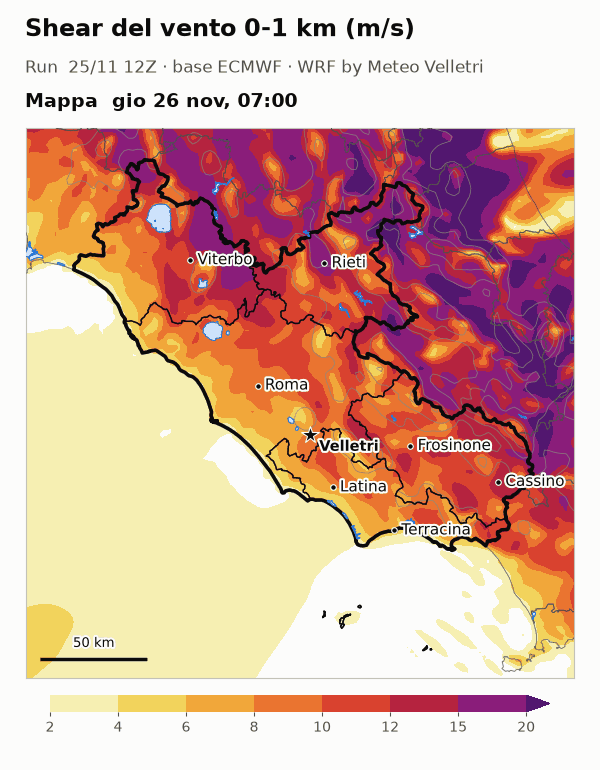 Shear del vento 0-1 km (m/s)
Run 25/11 12Z · base ECMWF · WRF by Meteo Velletri
Mappa gio 26 nov, 07:00
Viterbo
Rieti
Roma
Velletri
Frosinone
Cassino
Latina
Terracina
50 km
2 4 6 8 10 12 15 20